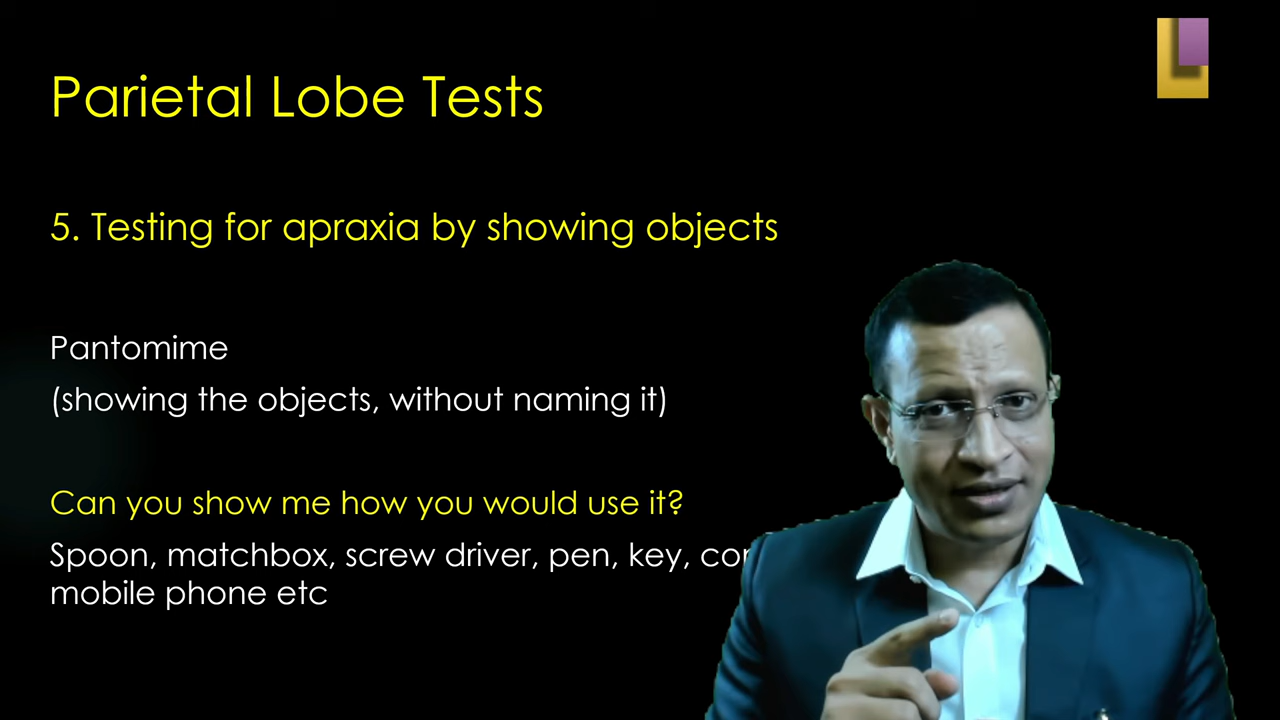 Parietal Lobe Tests
5. Testing for apraxia by showing objects
Pantomime
(showing the objects, without naming it)
Can you show me how you would use it?
Spoon, matchbox, screw driver, pen, key,
mobile phone etc